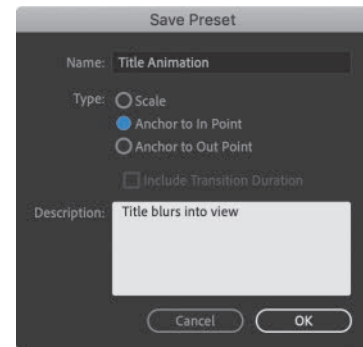 Save Preset
Name: Title Animation
Type: Scale
Anchor to In Point
Anchor to Out Point
Include Transition Duration
Description: Title blurs into view
Cancel OK